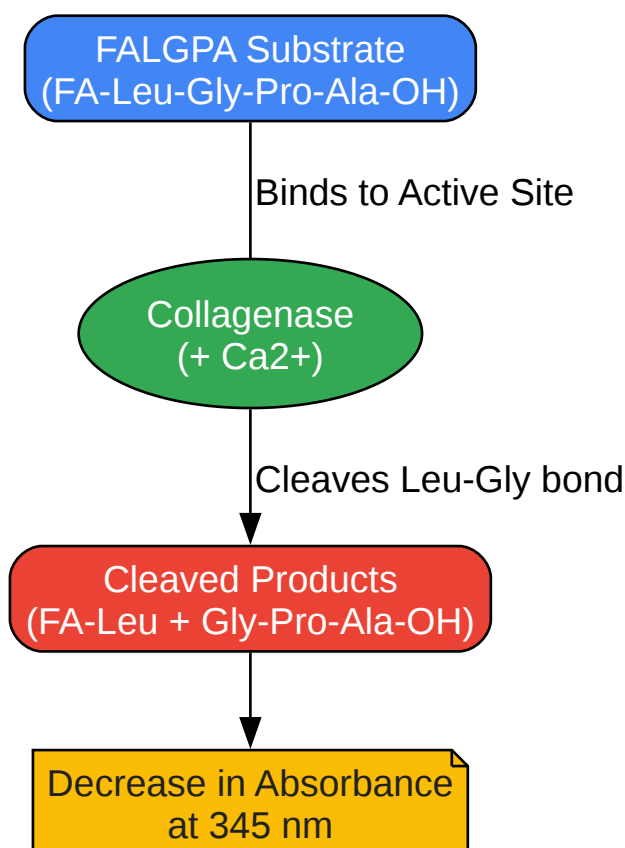 FALGPA Substrate
(FA-Leu-Gly-Pro-Ala-OH)
Binds to Active Site
Collagenase
(+ Ca2+)
Cleaves Leu-Gly bond
Cleaved Products
(FA-Leu + Gly-Pro-Ala-OH)
Decrease in Absorbance
at 345 nm